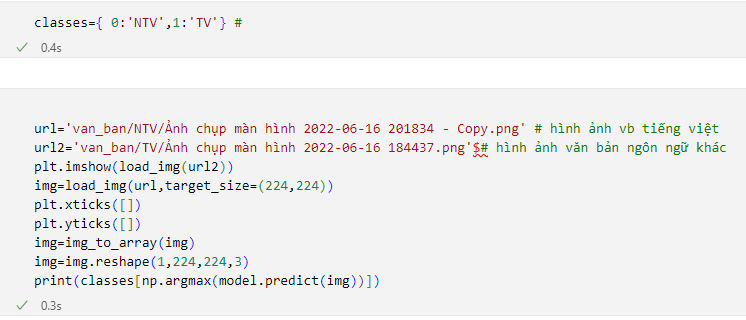 classes={ 0:'NTV',1:'TV'} #
0.4s
url='van_ban/NTV/Ảnh chụp màn hình 2022-06-16 201834 - Copy.png' # hình ảnh vb tiếng việt
url2='van_ban/TV/Ảnh chụp màn hình 2022-06-16 184437.png'$# hình ảnh văn bản ngôn ngữ khác
plt.imshow(load_img(url2))
img=load_img(url,target_size=(224,224))
plt.xticks([])
plt.yticks([])
img=img_to_array(img)
img=img.reshape(1,224,224,3)
print(classes[np.argmax(model.predict(img))])
0.3s